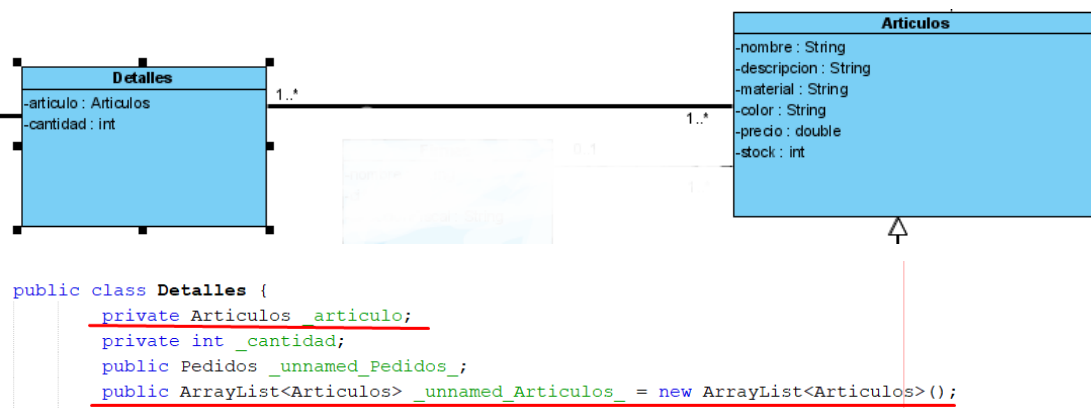 Articulos
-nombre : String
-descripcion : String
-material : String
-color : String
-precio : double
-stock : int
Detalles
-articulo : Articulos
-cantidad : int
1..*
1..*
0..1
public class Detalles {
private Articulos _articulo;
private int _cantidad;
public Pedidos _unnamed_Pedidos_;
public ArrayList<Articulos> _unnamed_Articulos_ = new ArrayList<Articulos>();